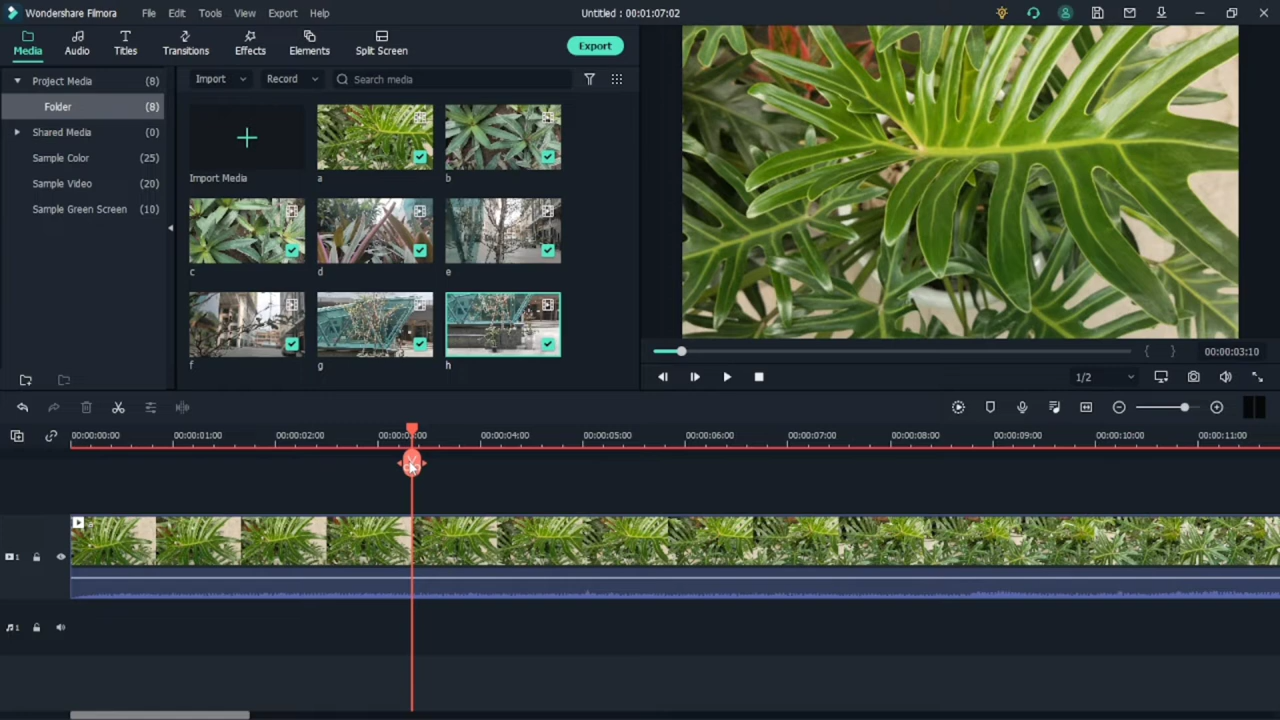 Wondershare Filmora File Edit Tools View Export Help Untitled : 00:01:07:02
Media Audio Titles Transitions Effects Elements Split Screen Export
Project Media (8)
Folder (8)
Shared Media (0)
Sample Color (25)
Sample Video (20)
Sample Green Screen (10)
Import Record Search media
Import Media a b
c d e
f g h
00:00:03:10
1/2
00:00:00:00 00:00:01:00 00:00:02:00 00:00:04:00 00:00:05:00 00:00:06:00 00:00:07:00 00:00:08:00 00:00:09:00 00:00:10:00 00:00:11:00
1
1